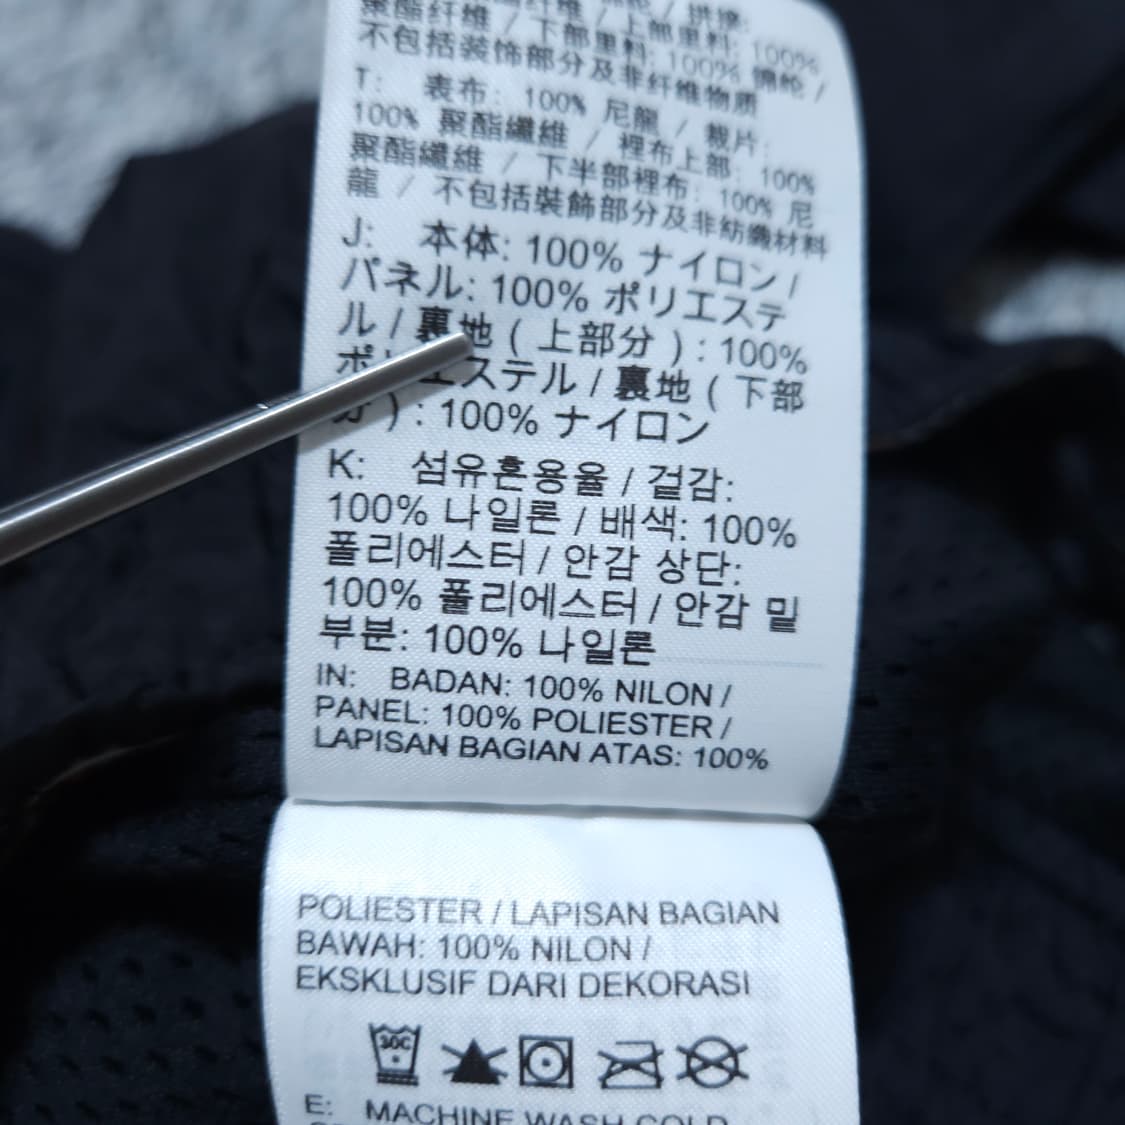 聚酯纤维 / 下部里料: 100% 锦纶 /
不包括装饰部分及非纤维物质
T: 表布: 100% 尼龍 / 裁片:
100% 聚酯纖維 / 裡布上部: 100%
聚酯纖維 / 下半部裡布: 100% 尼
龍 / 不包括裝飾部分及非紡織材料
J: 本体: 100% ナイロン /
パネル: 100% ポリエステ
ル / 裏地 ( 上部分 ) : 100%
エステル / 裏地 ( 下部
) : 100% ナイロン
K: 섬유혼용율 / 겉감:
100% 나일론 / 배색: 100%
폴리에스터 / 안감 상단:
100% 폴리에스터 / 안감 밑
부분: 100% 나일론
IN: BADAN: 100% NILON /
PANEL: 100% POLIESTER /
LAPISAN BAGIAN ATAS: 100%
POLIESTER / LAPISAN BAGIAN
BAWAH: 100% NILON /
EKSKLUSIF DARI DEKORASI
30C
E: MACHINE WASH COLD